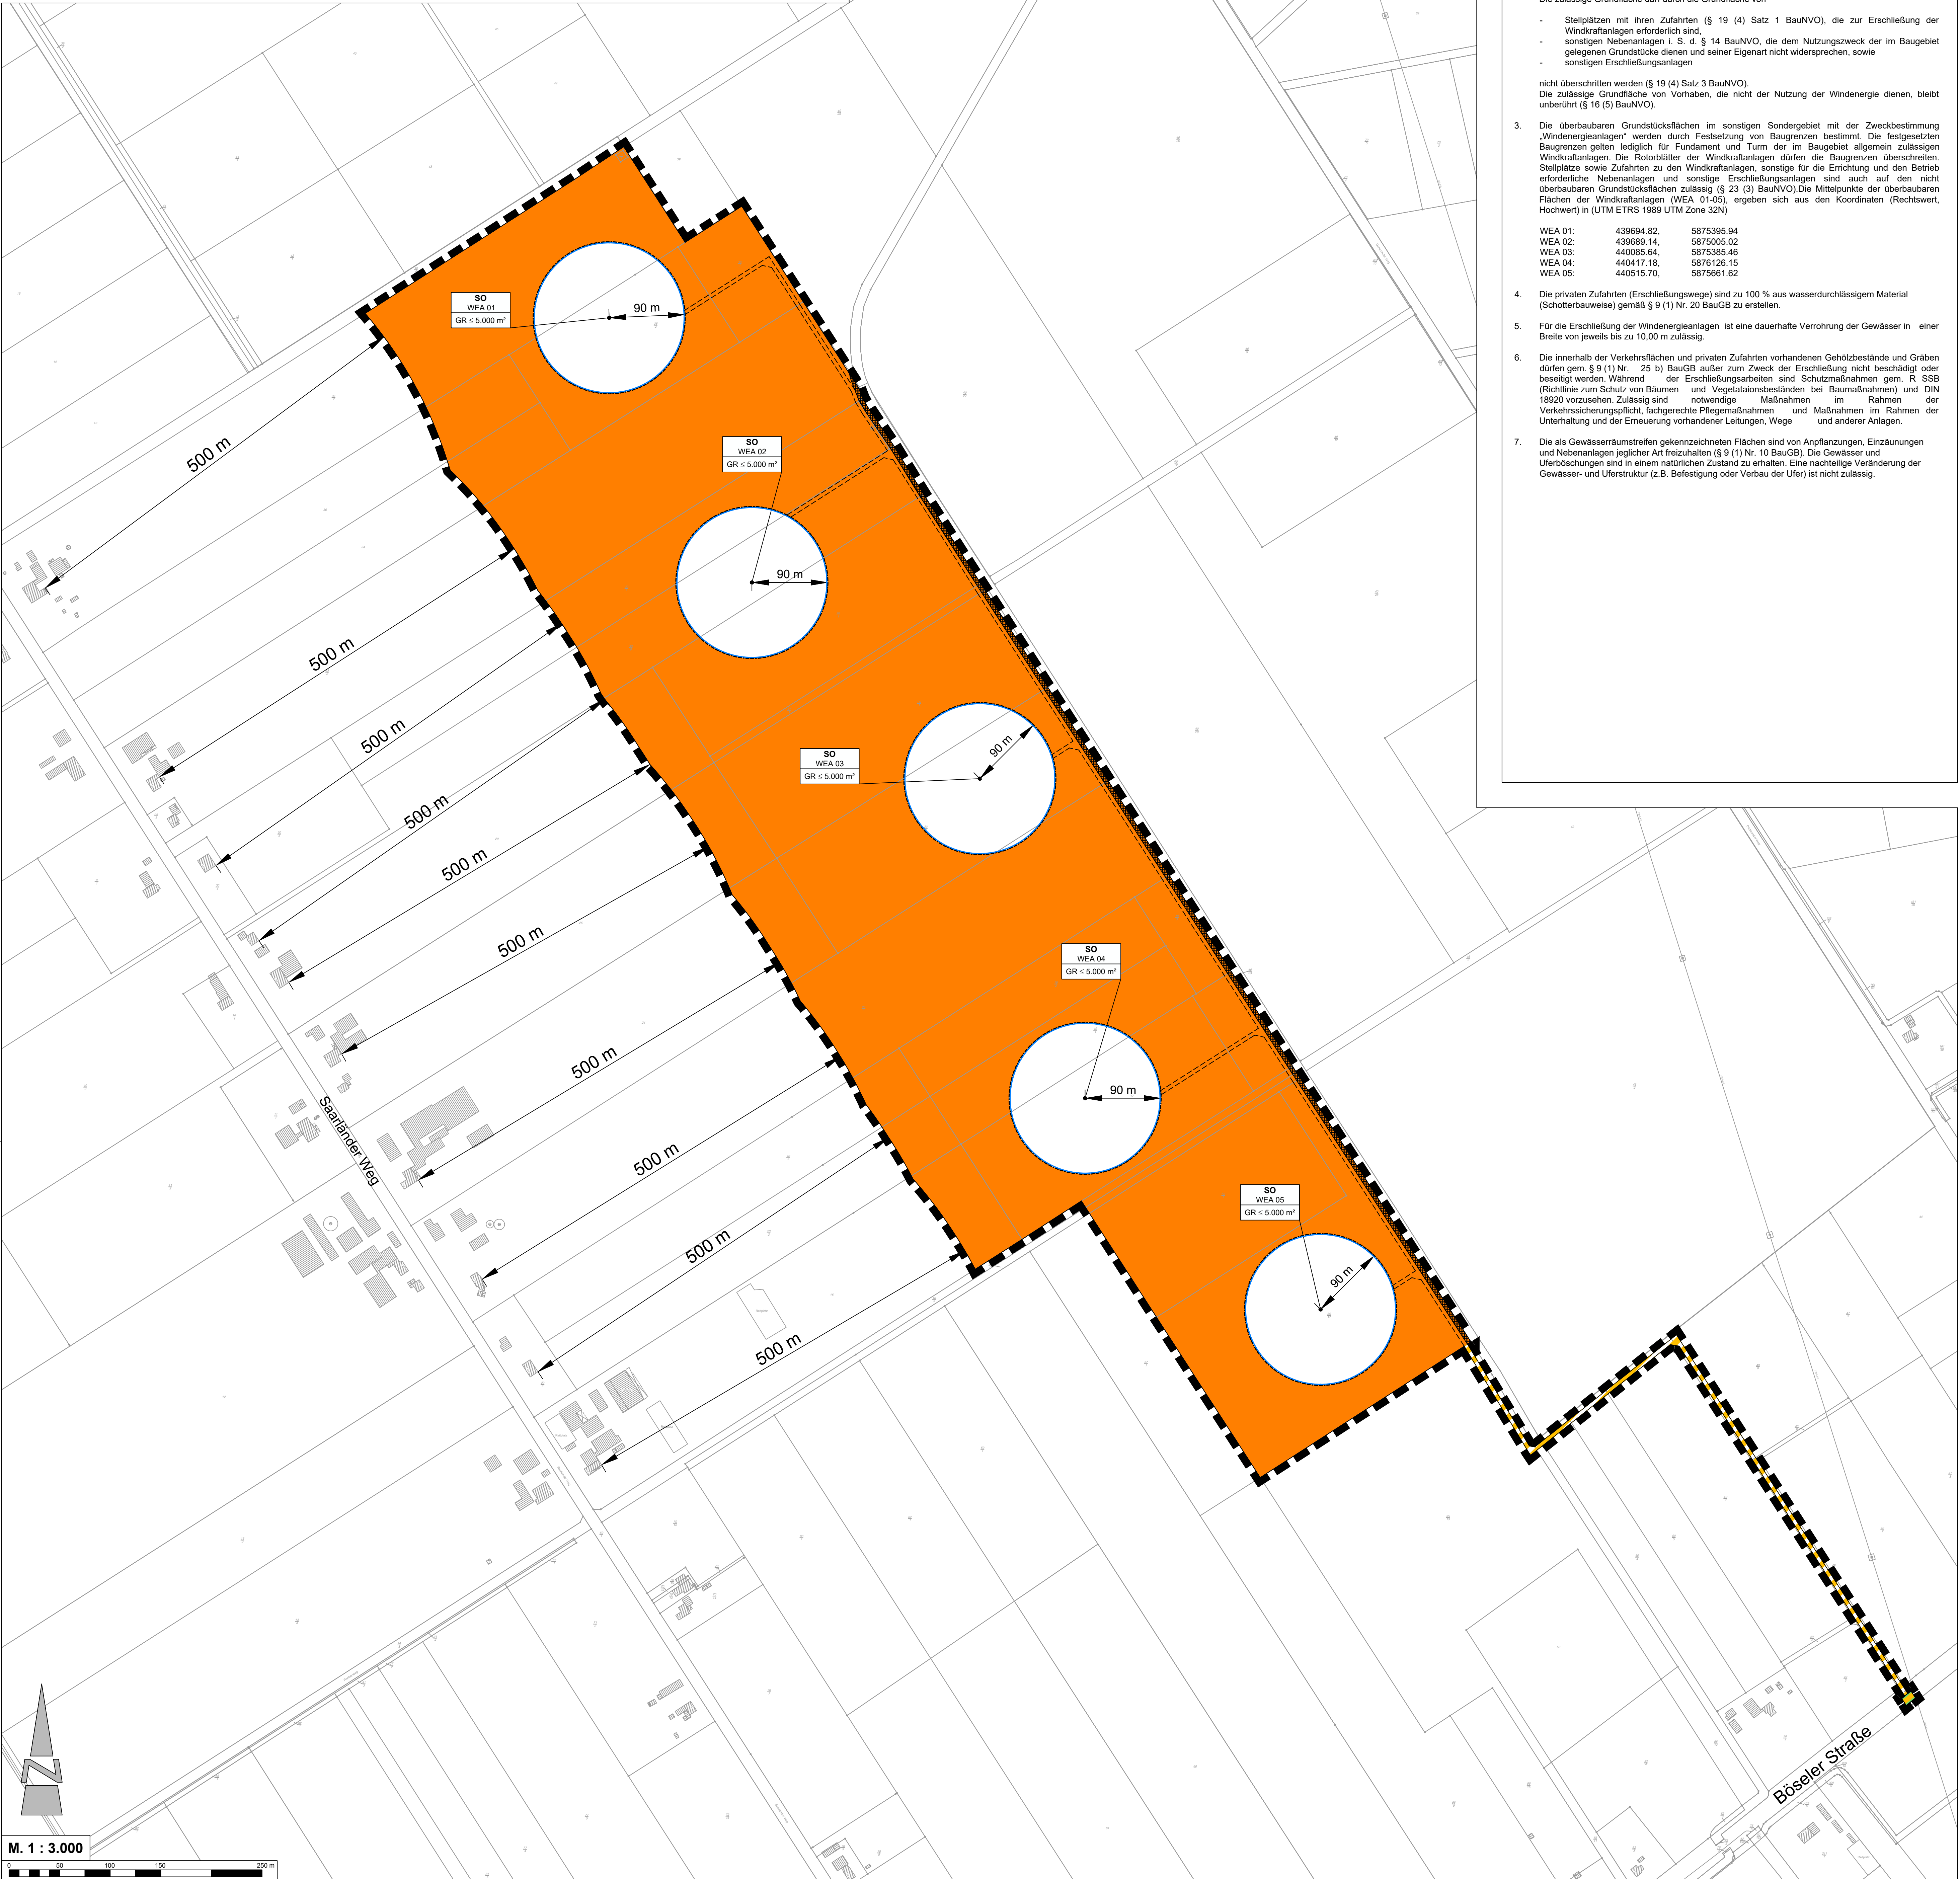 - Stellplätzen mit ihren Zufahrten (§ 19 (4) Satz 1 BauNVO), die zur Erschließung der
Windkraftanlagen erforderlich sind,
- sonstigen Nebenanlagen i. S. d. § 14 BauNVO, die dem Nutzungszweck der im Baugebiet
gelegenen Grundstücke dienen und seiner Eigenart nicht widersprechen, sowie
- sonstigen Erschließungsanlagen
nicht überschritten werden (§ 19 (4) Satz 3 BauNVO).
Die zulässige Grundfläche von Vorhaben, die nicht der Nutzung der Windenergie dienen, bleibt
unberührt (§ 16 (5) BauNVO).
3. Die überbaubaren Grundstücksflächen im sonstigen Sondergebiet mit der Zweckbestimmung
„Windenergieanlagen“ werden durch Festsetzung von Baugrenzen bestimmt. Die festgesetzten
Baugrenzen gelten lediglich für Fundament und Turm der im Baugebiet allgemein zulässigen
Windkraftanlagen. Die Rotorblätter der Windkraftanlagen dürfen die Baugrenzen überschreiten.
Stellplätze sowie Zufahrten zu den Windkraftanlagen, sonstige für die Errichtung und den Betrieb
erforderliche Nebenanlagen und sonstige Erschließungsanlagen sind auch auf den nicht
überbaubaren Grundstücksflächen zulässig (§ 23 (3) BauNVO).Die Mittelpunkte der überbaubaren
Flächen der Windkraftanlagen (WEA 01-05), ergeben sich aus den Koordinaten (Rechtswert,
Hochwert) in (UTM ETRS 1989 UTM Zone 32N)
WEA 01: 439694.82, 5875395.94
WEA 02: 439689.14, 5875005.02
WEA 03: 440085.64, 5875385.46
WEA 04: 440417.18, 5876126.15
WEA 05: 440515.70, 5875661.62
4. Die privaten Zufahrten (Erschließungswege) sind zu 100 % aus wasserdurchlässigem Material
(Schotterbauweise) gemäß § 9 (1) Nr. 20 BauGB zu erstellen.
5. Für die Erschließung der Windenergieanlagen ist eine dauerhafte Verrohrung der Gewässer in einer
Breite von jeweils bis zu 10,00 m zulässig.
6. Die innerhalb der Verkehrsflächen und privaten Zufahrten vorhandenen Gehölzbestände und Gräben
dürfen gem. § 9 (1) Nr. 25 b) BauGB außer zum Zweck der Erschließung nicht beschädigt oder
beseitigt werden. Während der Erschließungsarbeiten sind Schutzmaßnahmen gem. R SSB
(Richtlinie zum Schutz von Bäumen und Vegetataionsbeständen bei Baumaßnahmen) und DIN
18920 vorzusehen. Zulässig sind notwendige Maßnahmen im Rahmen der
Verkehrssicherungspflicht, fachgerechte Pflegemaßnahmen und Maßnahmen im Rahmen der
Unterhaltung und der Erneuerung vorhandener Leitungen, Wege und anderer Anlagen.
7. Die als Gewässerräumstreifen gekennzeichneten Flächen sind von Anpflanzungen, Einzäunungen
und Nebenanlagen jeglicher Art freizuhalten (§ 9 (1) Nr. 10 BauGB). Die Gewässer und
Uferböschungen sind in einem natürlichen Zustand zu erhalten. Eine nachteilige Veränderung der
Gewässer- und Uferstruktur (z.B. Befestigung oder Verbau der Ufer) ist nicht zulässig.
SO
WEA 01
GR ≤ 5.000 m²
90 m
SO
WEA 02
GR ≤ 5.000 m²
90 m
SO
WEA 03
GR ≤ 5.000 m²
90 m
SO
WEA 04
GR ≤ 5.000 m²
90 m
SO
WEA 05
GR ≤ 5.000 m²
90 m
500 m
500 m
500 m
500 m
500 m
500 m
500 m
500 m
500 m
500 m
Saarländer Weg
Böseler Straße
N
M. 1 : 3.000
0 50 100 150 250 m